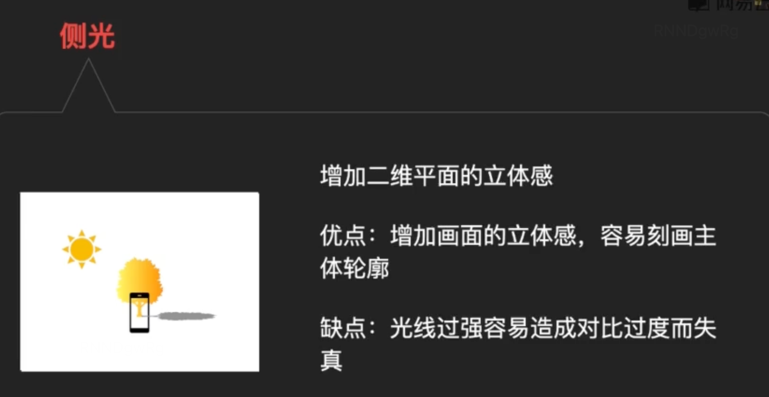 侧光
增加二维平面的立体感
优点：增加画面的立体感，容易刻画主
体轮廓
缺点：光线过强容易造成对比过度而失
真